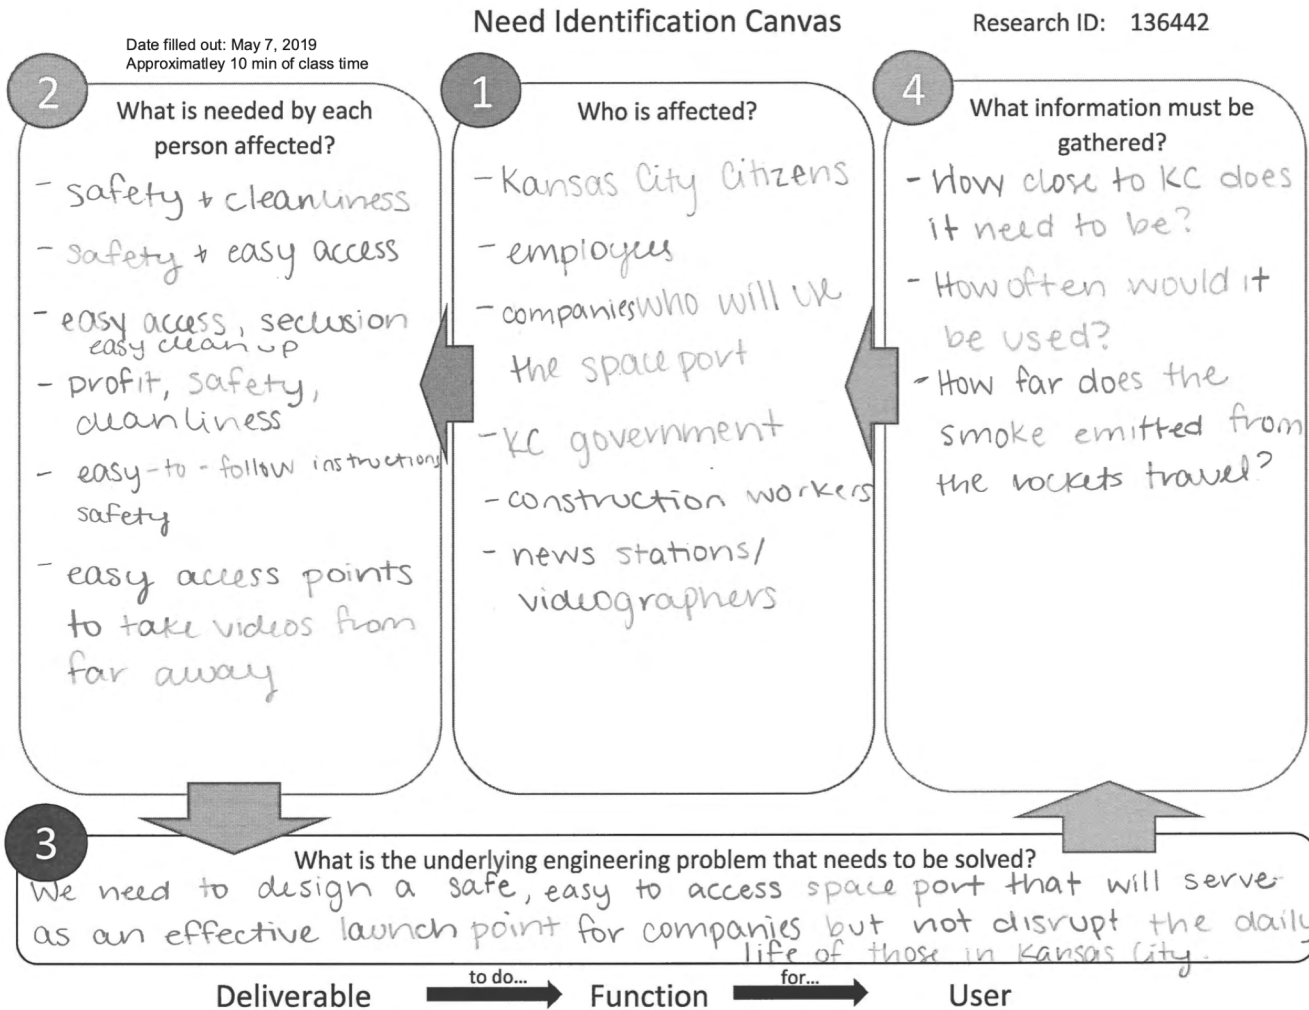 Need Identification Canvas
Research ID: 136442
Date filled out: May 7, 2019
Approximatley 10 min of class time
2
What is needed by each
person affected?
- safety + cleanliness
- safety + easy access
- easy access, seclusion
easy clean up
- profit, safety,
cleanliness
- easy-to-follow instructions
safety
- easy access points
to take videos from
far away
1
Who is affected?
- Kansas City Citizens
- employees
- companies who will use
the space port
- KC government
- construction workers
- news stations/
videographers
4
What information must be
gathered?
- How close to KC does
it need to be?
- How often would it
be used?
- How far does the
smoke emitted from
the rockets travel?
3
What is the underlying engineering problem that needs to be solved?
We need to design a safe, easy to access space port that will serve
as an effective launch point for companies but not disrupt the daily
life of those in Kansas City.
Deliverable to do... Function for... User